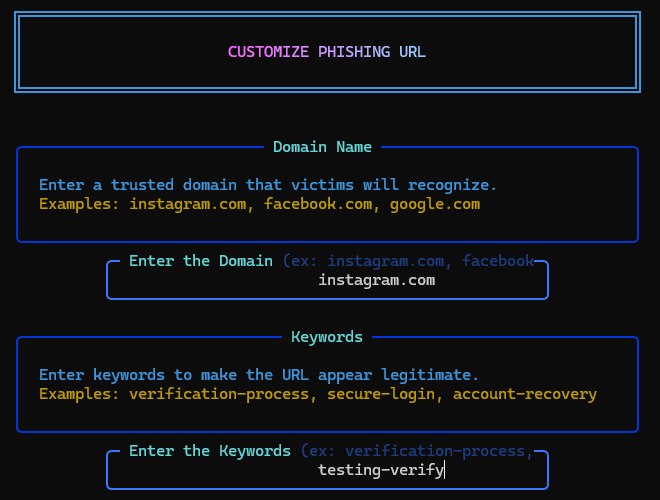 CUSTOMIZE PHISHING URL
Domain Name
Enter a trusted domain that victims will recognize.
Examples: instagram.com, facebook.com, google.com
Enter the Domain (ex: instagram.com, facebook
instagram.com
Keywords
Enter keywords to make the URL appear legitimate.
Examples: verification-process, secure-login, account-recovery
Enter the Keywords (ex: verification-process,
testing-verify